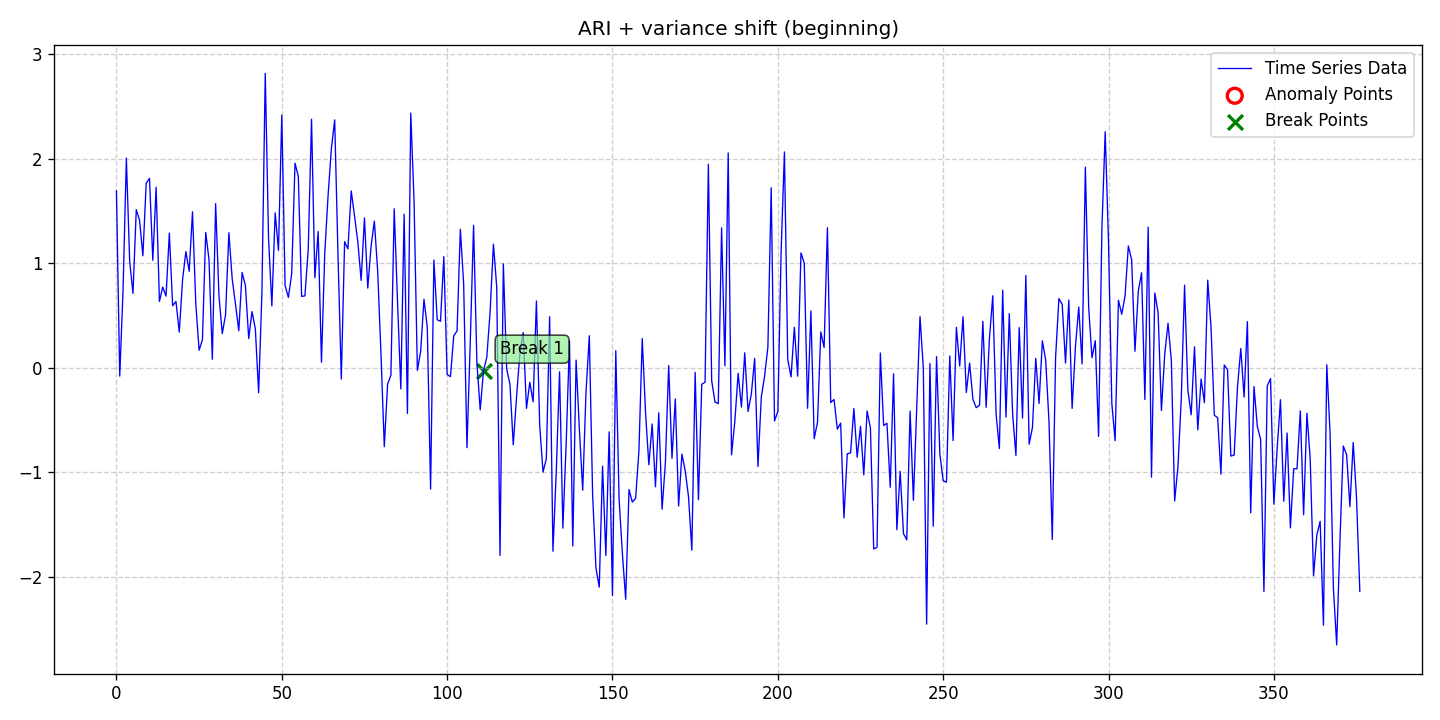 ARI + variance shift (beginning)
Time Series Data
Anomaly Points
Break Points
Break 1
3
2
1
0
−1
−2
0
50
100
150
200
250
300
350